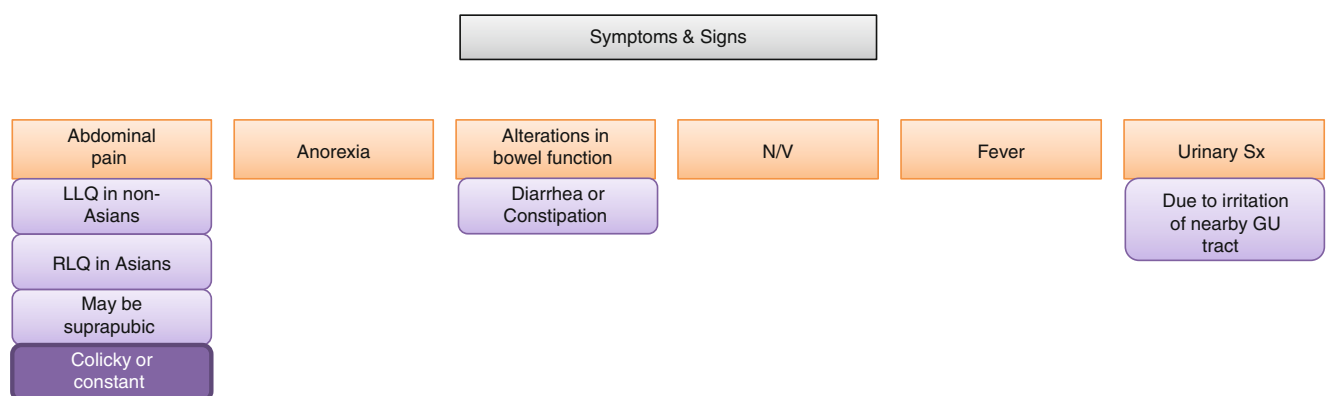 Symptoms & Signs
Abdominal
pain
LLQ in non-
Asians
RLQ in Asians
May be
suprapubic
Colicky or
constant
Anorexia
Alterations in
bowel function
Diarrhea or
Constipation
N/V
Fever
Urinary Sx
Due to irritation
of nearby GU
tract